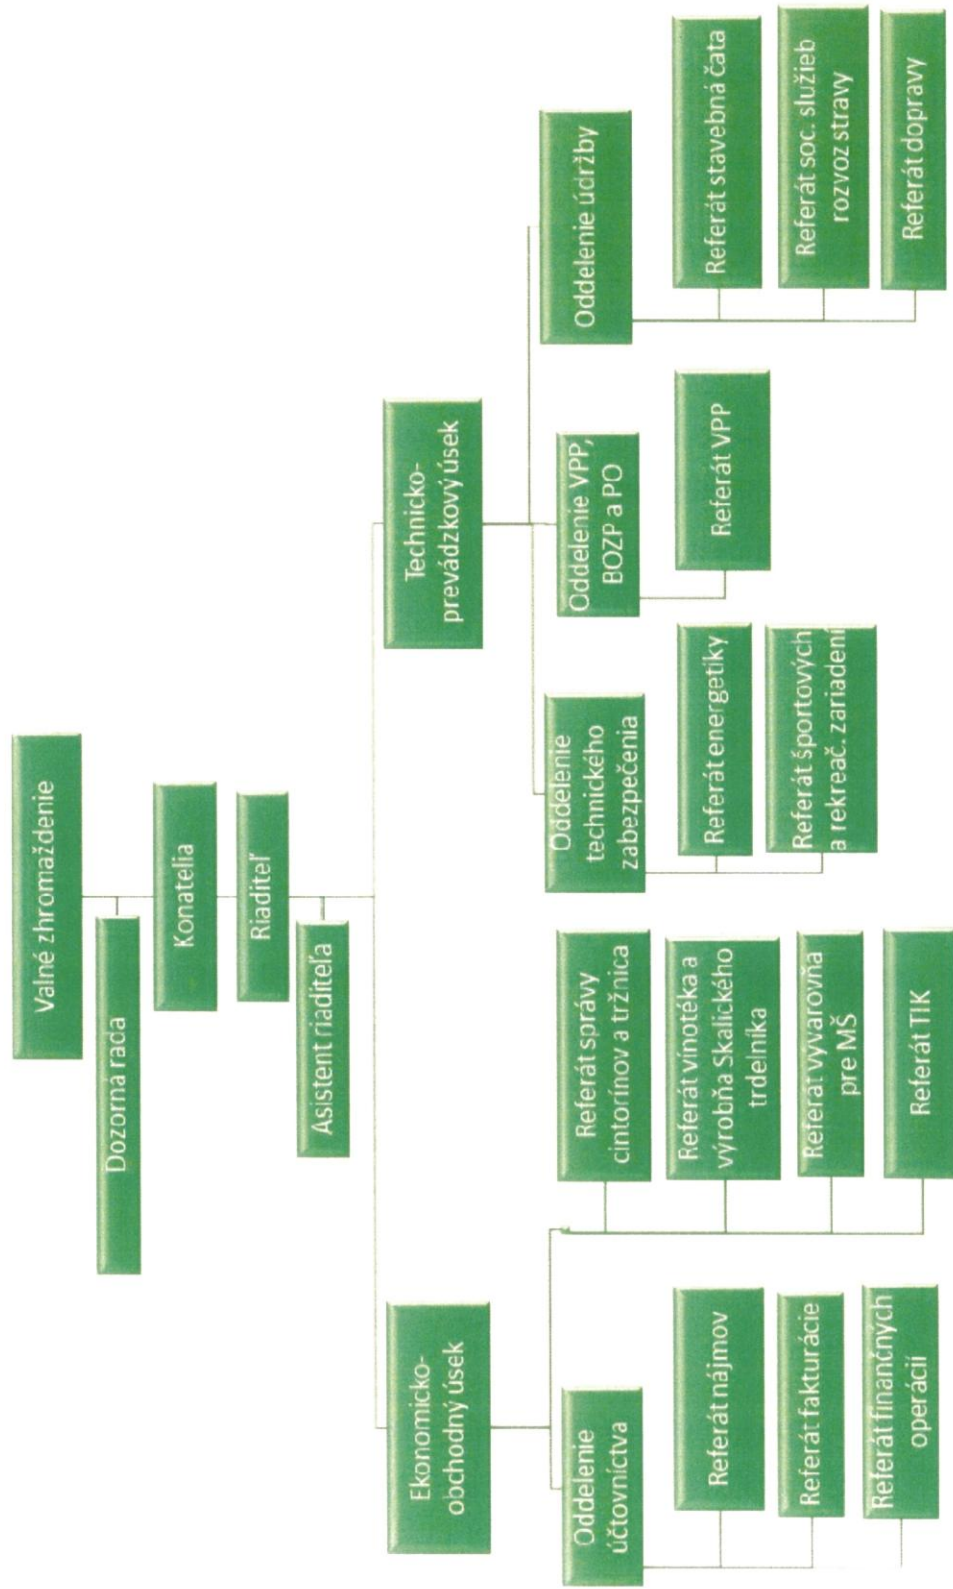 Valné zhromaždenie
Dozorná rada
Konatelia
Riaditeľ
Asistent riaditeľa
Ekonomicko-
obchodný úsek
Oddelenie
účtovníctva
Referát nájmov
Referát fakturácie
Referát finančných
operácií
Referát správy
cintorínov a tržnica
Referát vínotéka a
výrobňa Skalického
trdelníka
Referát vyvarovňa
pre MŠ
Referát TIK
Technicko-
prevádzkový úsek
Oddelenie
technického
zabezpečenia
Referát energetiky
Referát športových
a rekreač. zariadení
Oddelenie VPP,
BOZP a PO
Referát VPP
Oddelenie údržby
Referát stavebná čata
Referát soc. služieb
rozvoz stravy
Referát dopravy